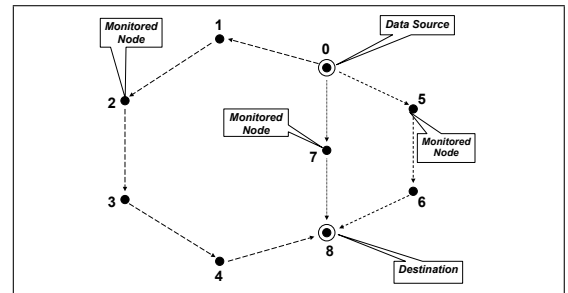 Monitored
Node
1
0
Data Source
2
Monitored
Node
5
7
Monitored
Node
3
6
4
8
Destination